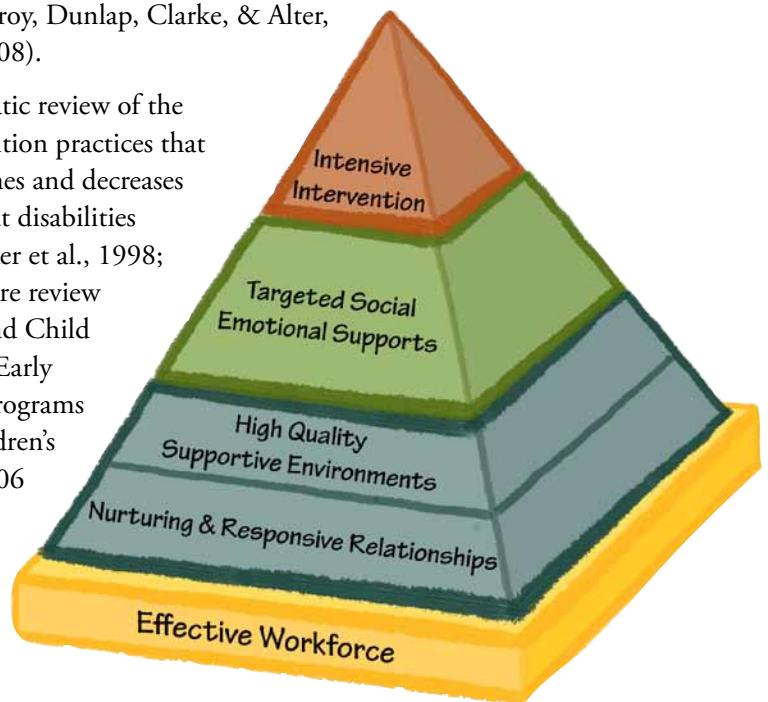 roy, Dunlap, Clarke, & Alter,
08).
tic review of the
tion practices that
nes and decreases
t disabilities
er et al., 1998;
re review
d Child
Early
rograms
dren's
06
Intensive
Intervention
Targeted Social
Emotional Supports
High Quality
Supportive Environments
Nurturing & Responsive Relationships
Effective Workforce